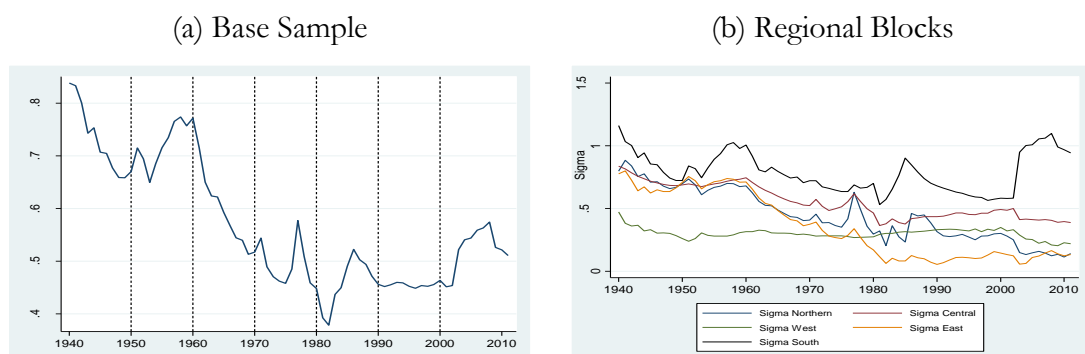 (a) Base Sample
(b) Regional Blocks
.8
.7
.6
.5
.4
1940 1950 1960 1970 1980 1990 2000 2010
Sigma
1.5
1
.5
0
1940 1950 1960 1970 1980 1990 2000 2010
Sigma Northern Sigma Central
Sigma West Sigma East
Sigma South